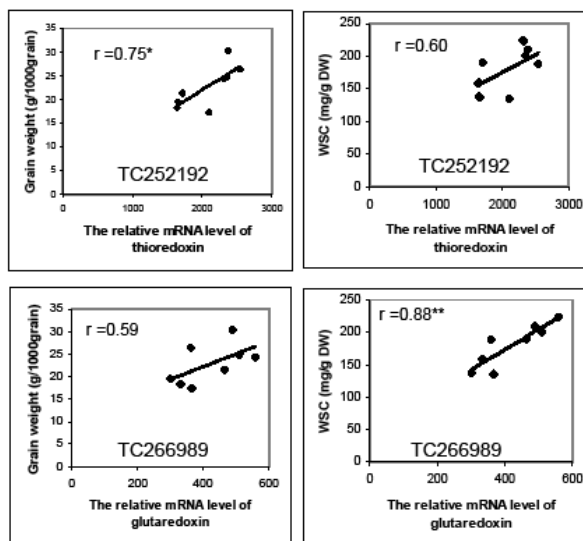 Grain weight (g/1000grain)
35
30
25
20
15
10
5
0
r =0.75*
TC252192
0 1000 2000 3000
The relative mRNA level of
thioredoxin
WSC (mg/g DW)
250
200
150
100
50
0
r =0.60
TC252192
0 1000 2000 3000
The relative mRNA level of
thioredoxin
Grain weight (g/1000grain)
35
30
25
20
15
10
5
0
r =0.59
TC266989
0 200 400 600
The relative mRNA level of
glutaredoxin
WSC (mg/g DW)
250
200
150
100
50
0
r =0.88**
TC266989
0 200 400 600
The relative mRNA level of
glutaredoxin